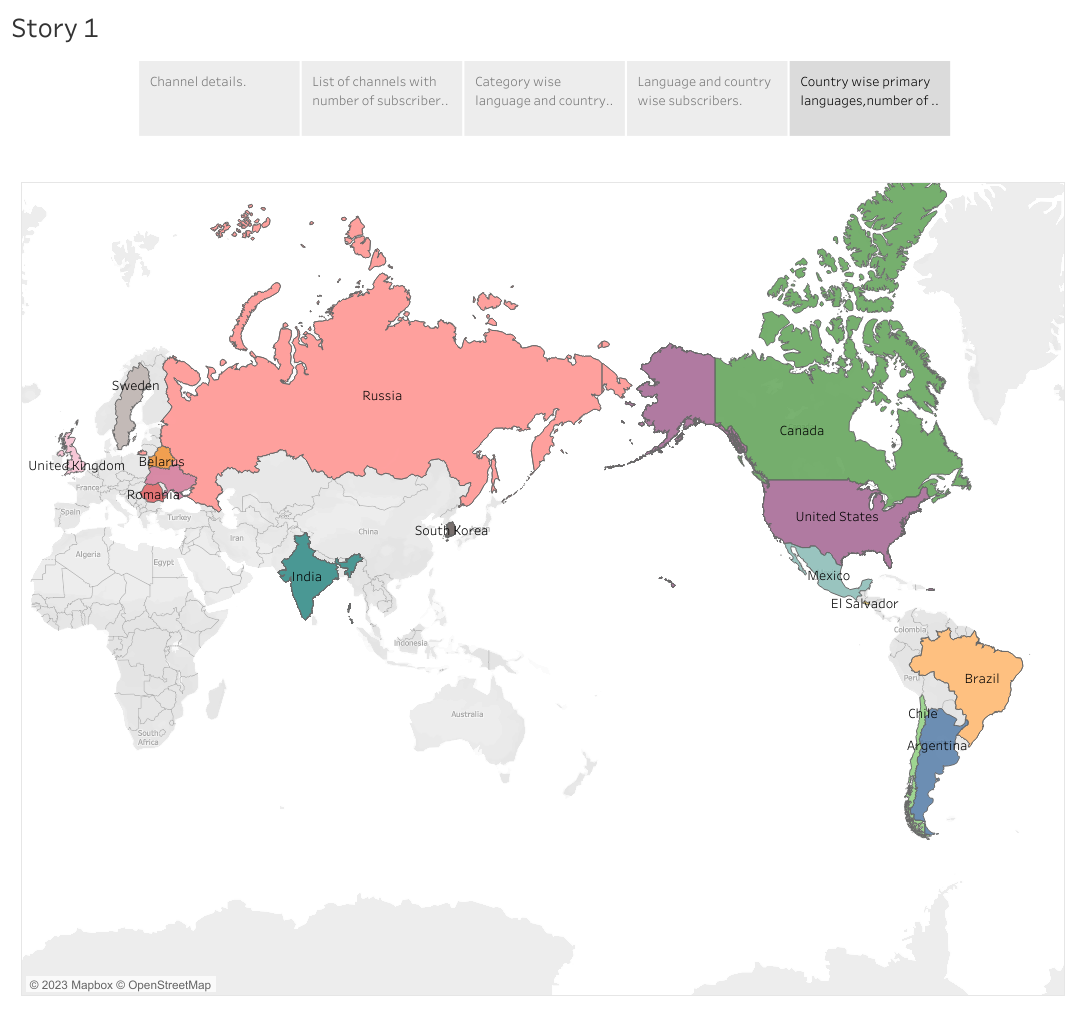 Story 1
Channel details.
List of channels with
number of subscriber..
Category wise
language and country..
Language and country
wise subscribers.
Country wise primary
languages,number of ..
Sweden
Russia
Canada
United Kingdom
Belarus
France
Romania
Spain
Turkey
United States
South Korea
China
Iran
Algeria
Egypt
India
Mexico
El Salvador
Colombia
Indonesia
Peru
Brazil
Chile
Australia
South
Africa
Argentina
© 2023 Mapbox © OpenStreetMap